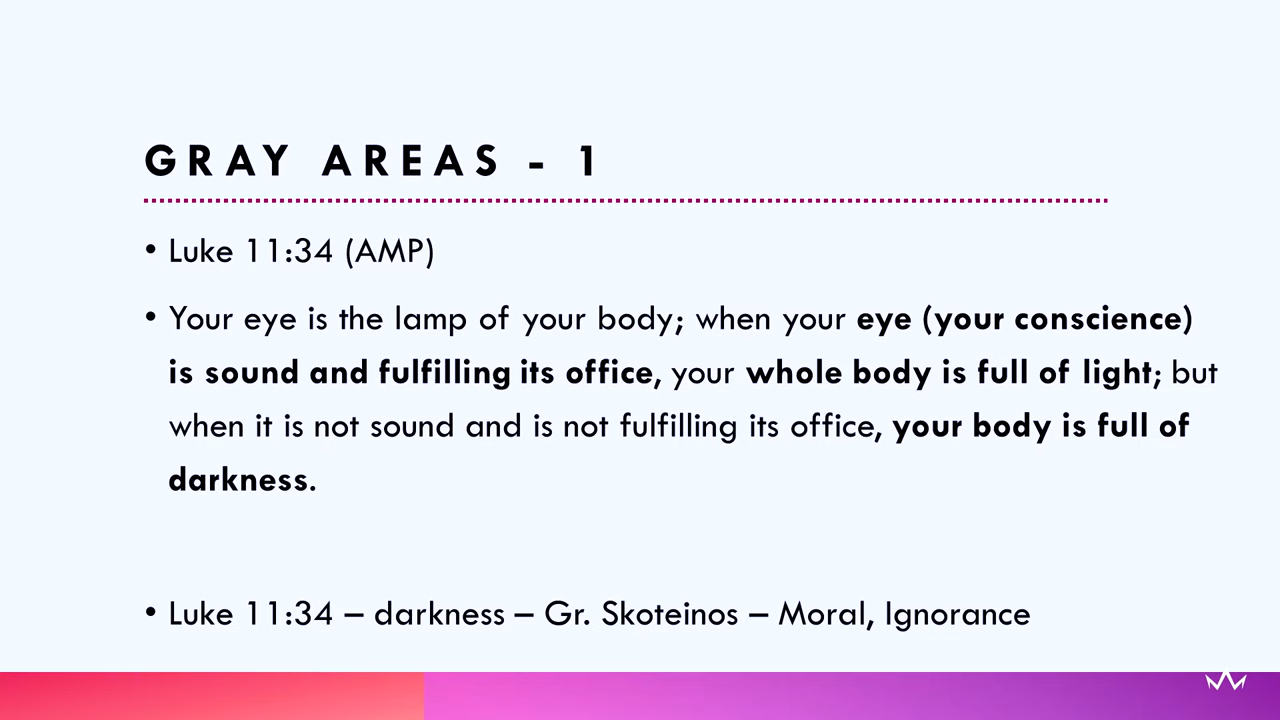 GRAY AREAS - 1
• Luke 11:34 (AMP)
• Your eye is the lamp of your body; when your eye (your conscience)
is sound and fulfilling its office, your whole body is full of light; but
when it is not sound and is not fulfilling its office, your body is full of
darkness.
• Luke 11:34 – darkness – Gr. Skoteinos – Moral, Ignorance